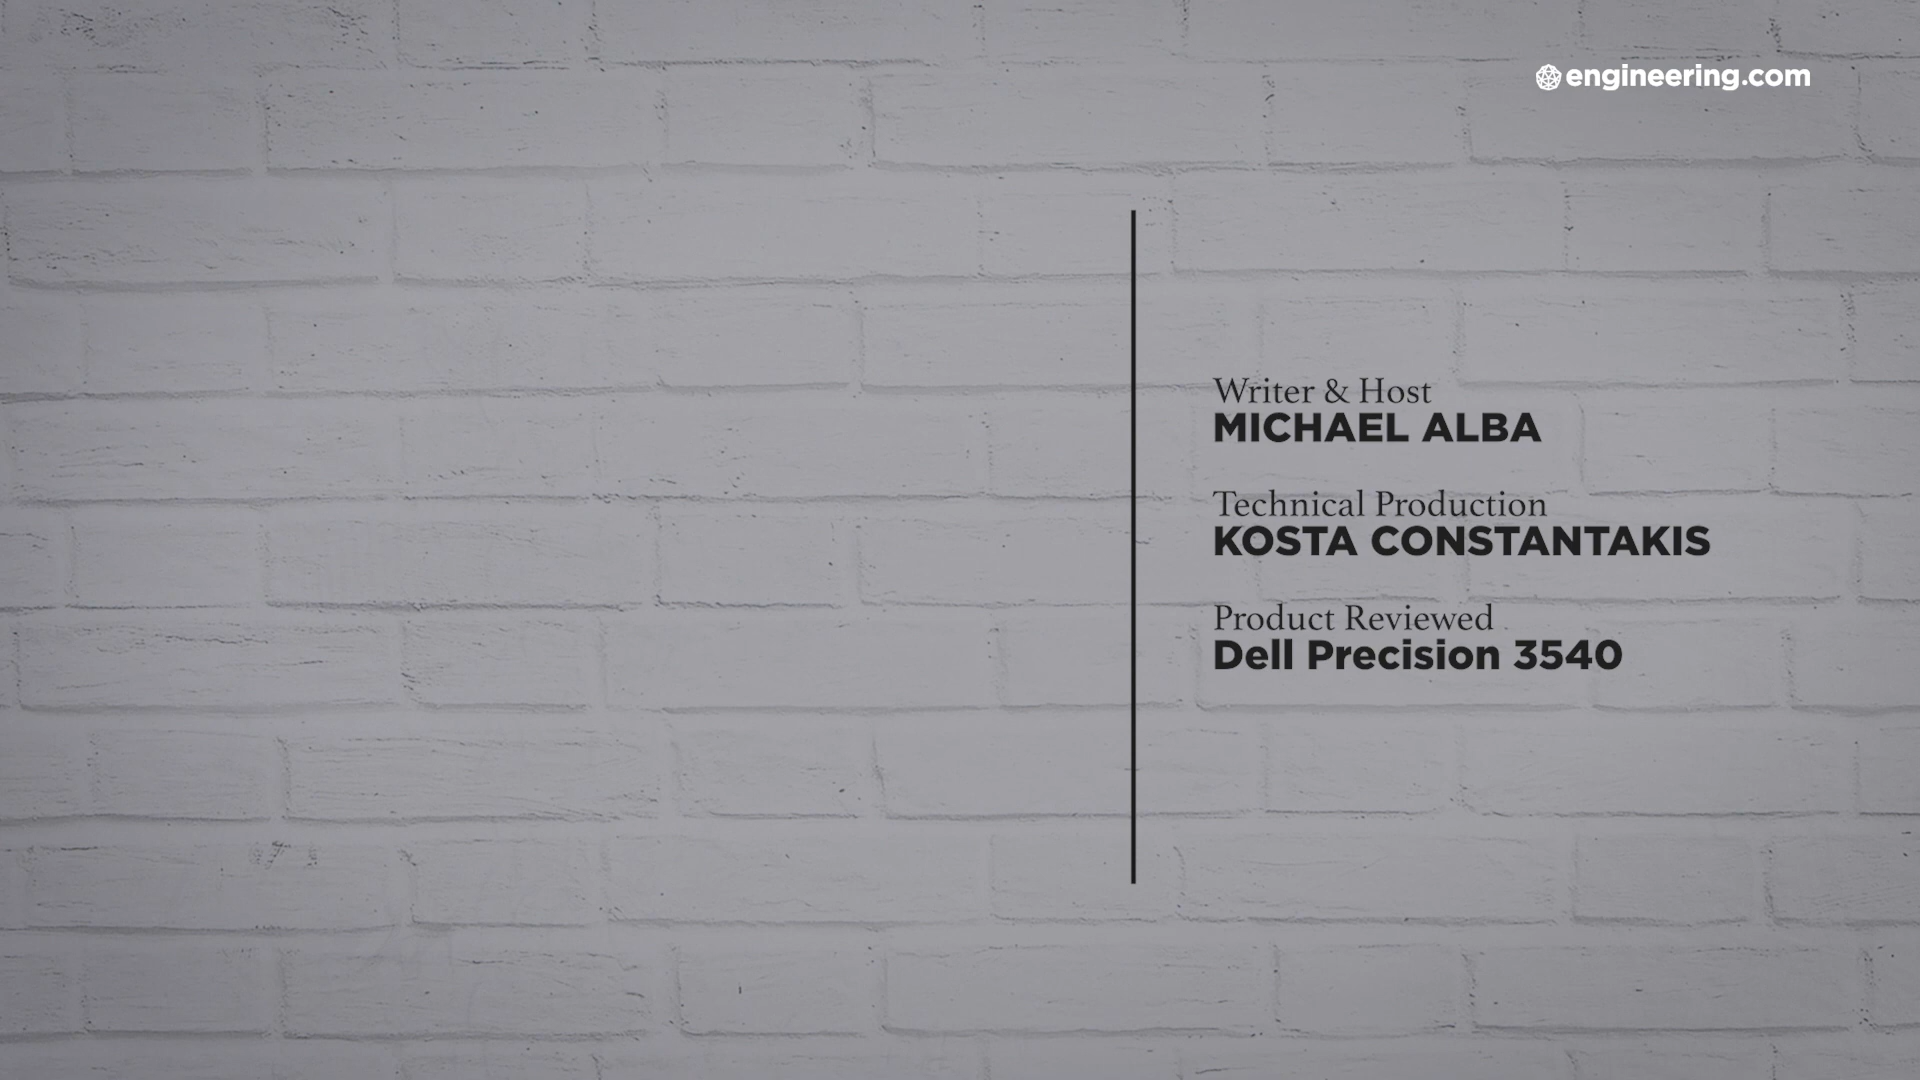 engineering.com
Writer & Host
MICHAEL ALBA
Technical Production
KOSTA CONSTANTAKIS
Product Reviewed
Dell Precision 3540